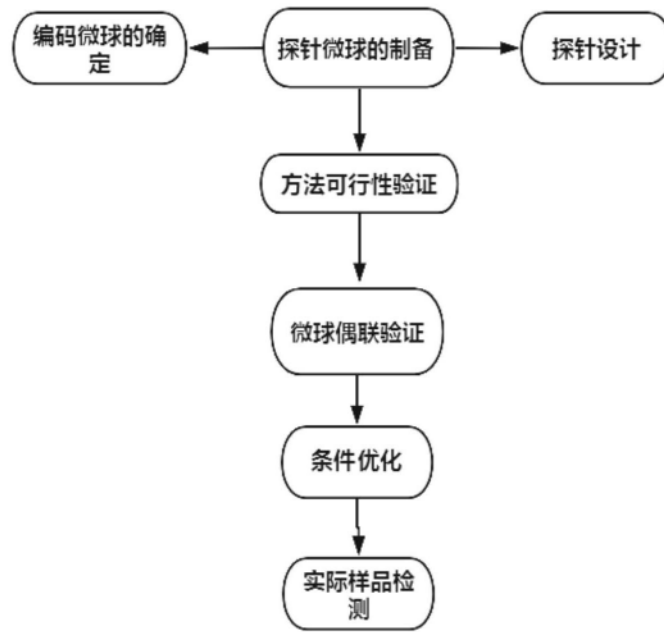 编码微球的确
定
探针微球的制备
探针设计
方法可行性验证
微球偶联验证
条件优化
实际样品检
测